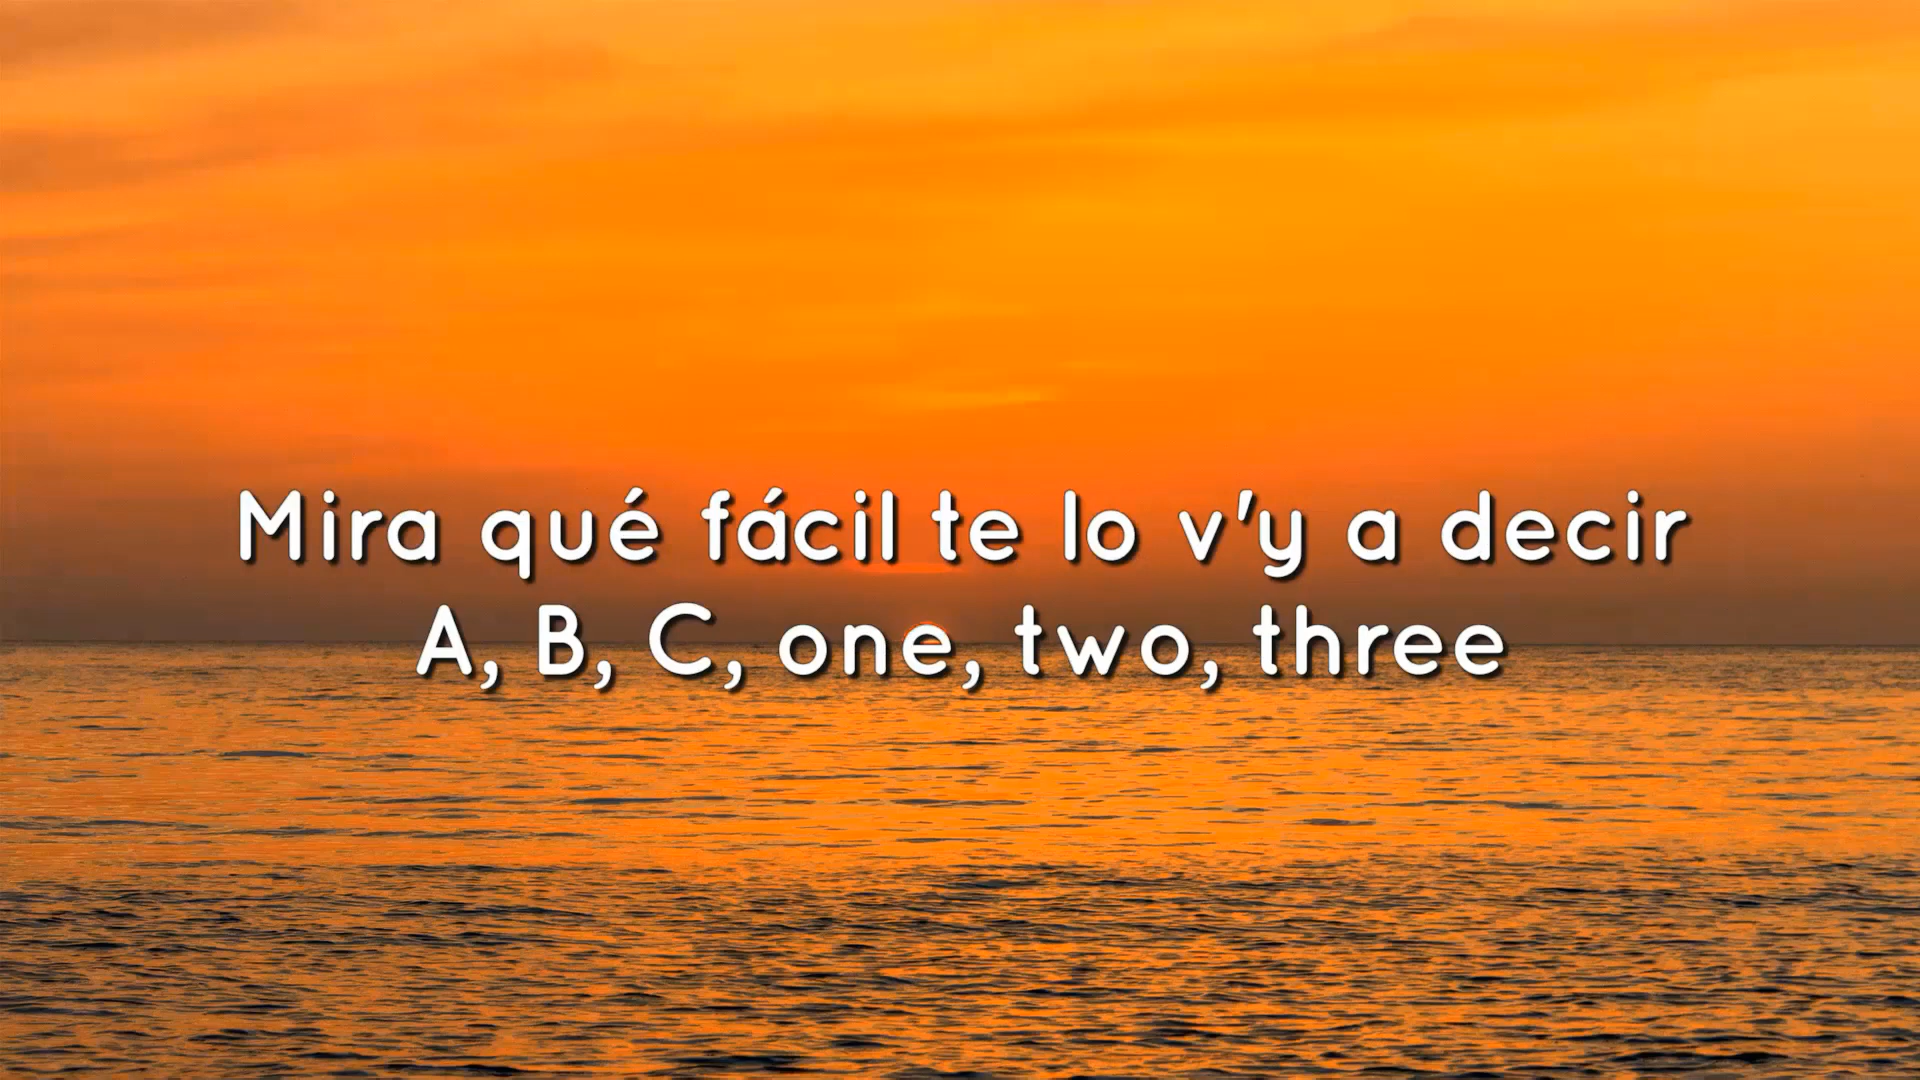 Mira qué fácil te lo v'y a decir
A, B, C, one, two, three